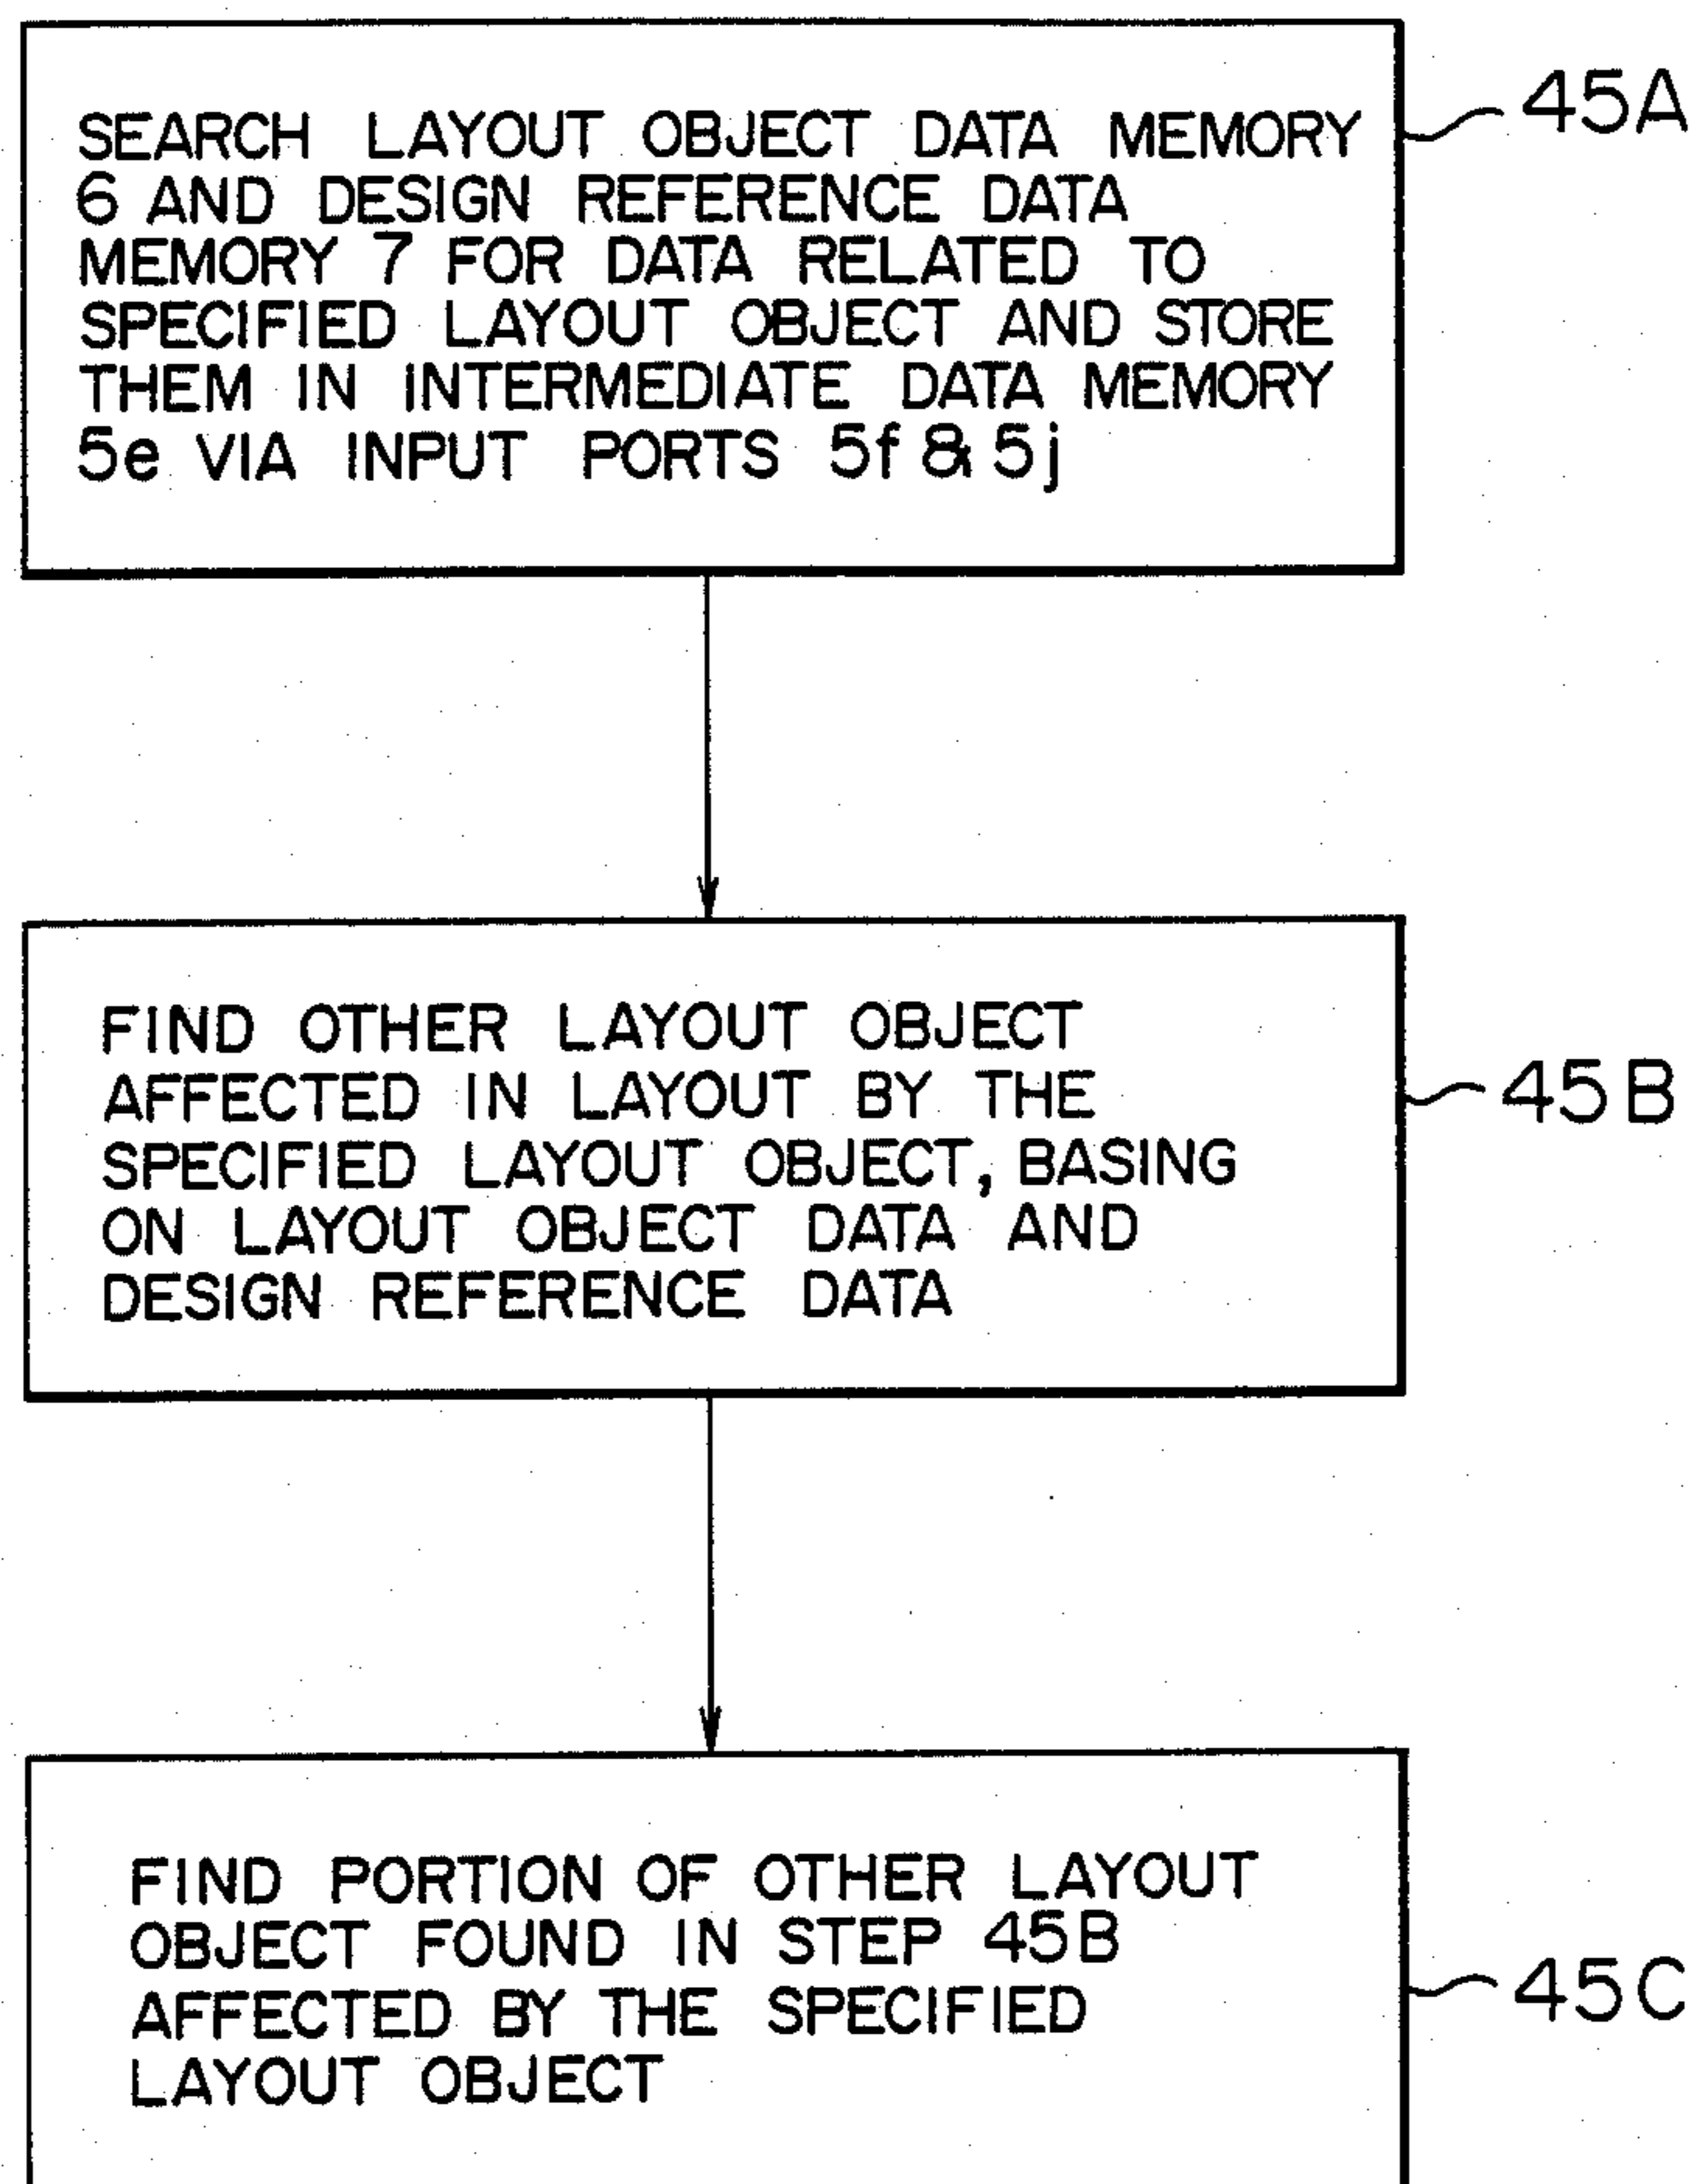 SEARCH LAYOUT OBJECT DATA MEMORY
6 AND DESIGN REFERENCE DATA
MEMORY 7 FOR DATA RELATED TO
SPECIFIED LAYOUT OBJECT AND STORE
THEM IN INTERMEDIATE DATA MEMORY
5e VIA INPUT PORTS 5f & 5j
45A
FIND OTHER LAYOUT OBJECT
AFFECTED IN LAYOUT BY THE
SPECIFIED LAYOUT OBJECT, BASING
ON LAYOUT OBJECT DATA AND
DESIGN REFERENCE DATA
45B
FIND PORTION OF OTHER LAYOUT
OBJECT FOUND IN STEP 45B
AFFECTED BY THE SPECIFIED
LAYOUT OBJECT
45C